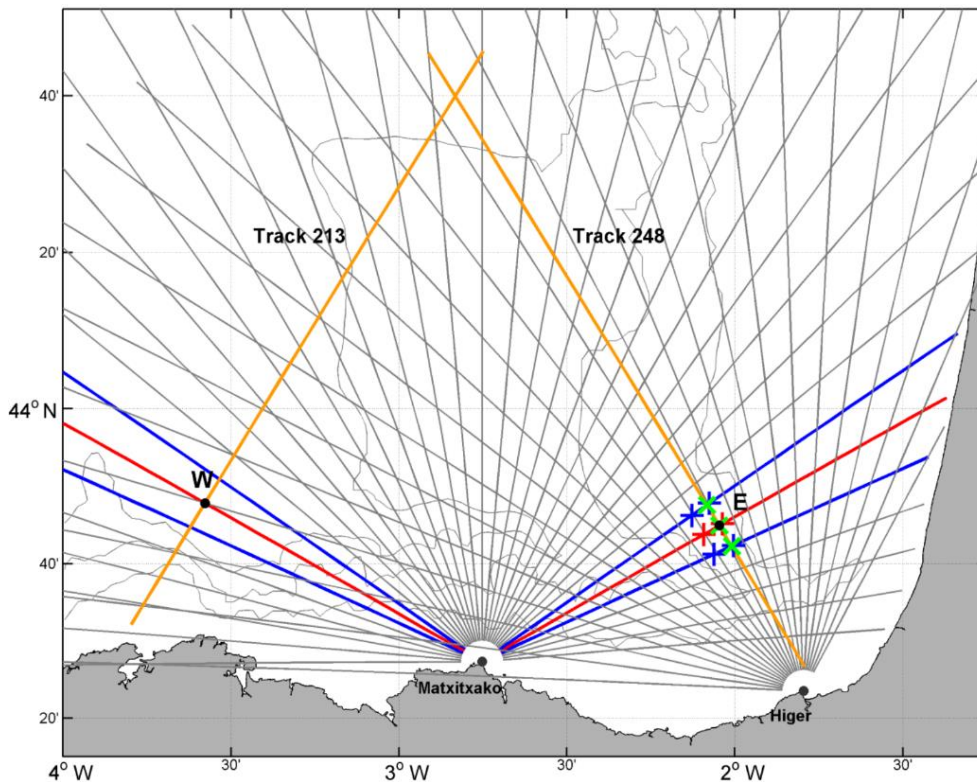 40'
Track 213
Track 248
20'
44° N
W
E
40'
Matxitxako
Higer
20'
4° W
30'
3° W
30'
2° W
30'